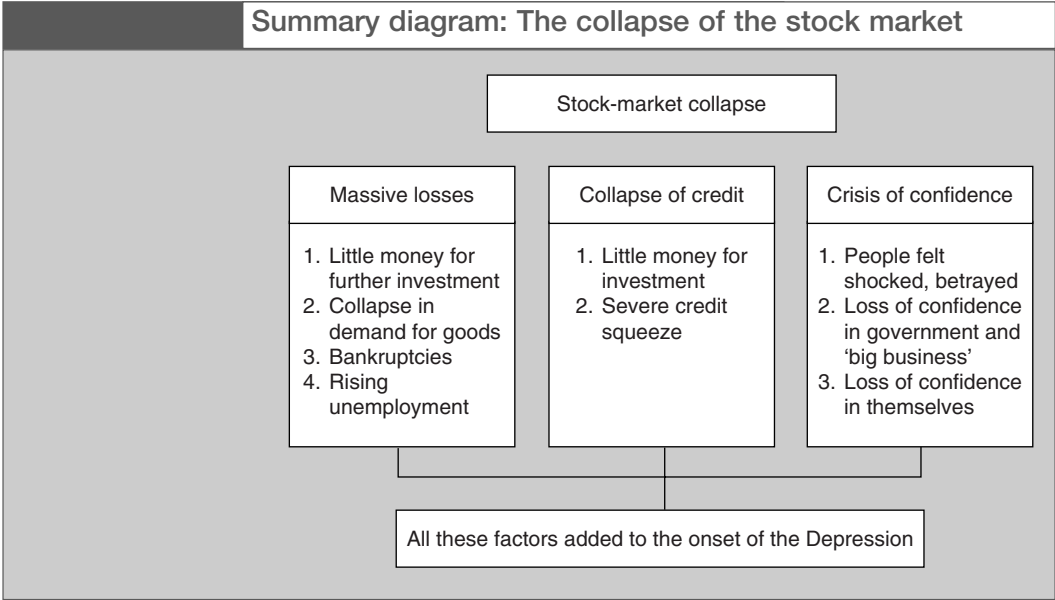 Summary diagram: The collapse of the stock market
Stock-market collapse
Massive losses
1. Little money for
further investment
2. Collapse in
demand for goods
3. Bankruptcies
4. Rising
unemployment
Collapse of credit
1. Little money for
investment
2. Severe credit
squeeze
Crisis of confidence
1. People felt
shocked, betrayed
2. Loss of confidence
in government and
‘big business’
3. Loss of confidence
in themselves
All these factors added to the onset of the Depression